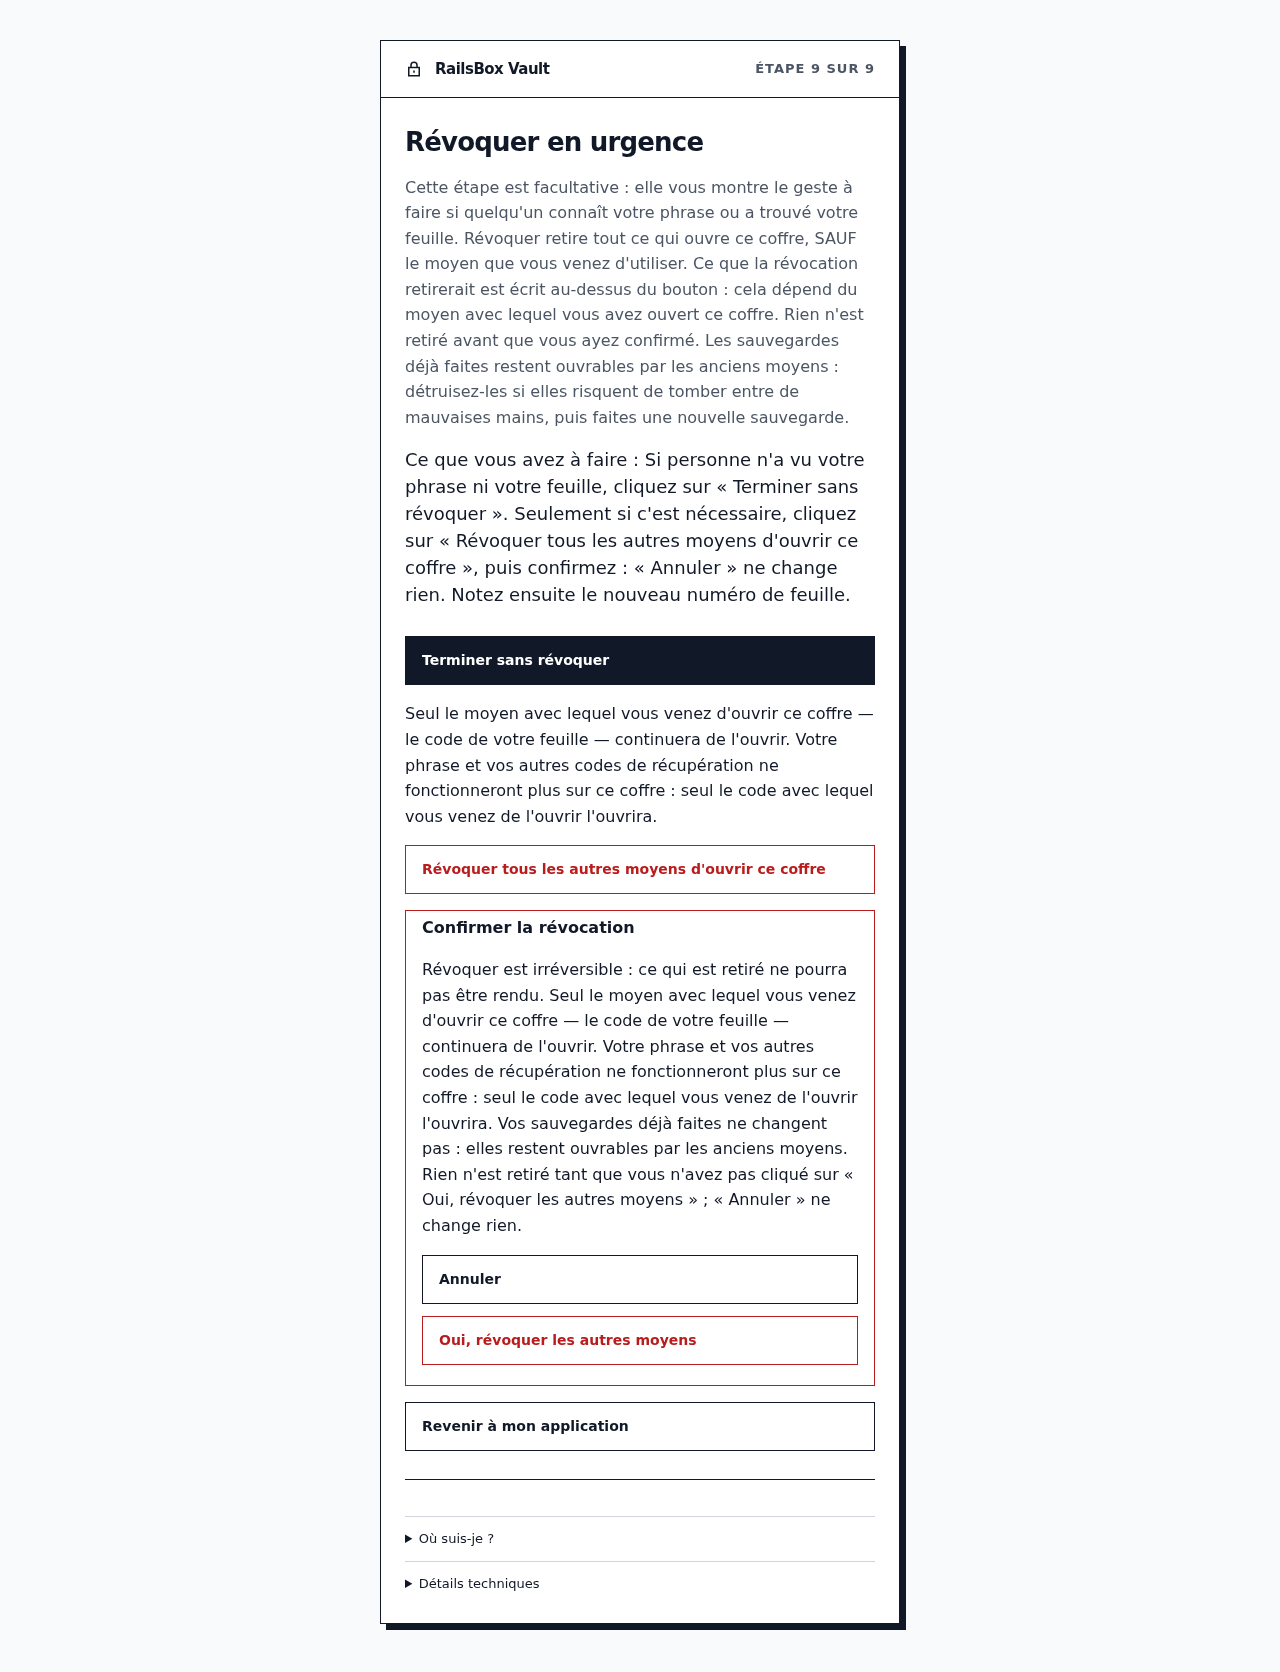 RailsBox Vault
ÉTAPE 9 SUR 9
Révoquer en urgence
Cette étape est facultative : elle vous montre le geste à
faire si quelqu'un connaît votre phrase ou a trouvé votre
feuille. Révoquer retire tout ce qui ouvre ce coffre, SAUF
le moyen que vous venez d'utiliser. Ce que la révocation
retirerait est écrit au-dessus du bouton : cela dépend du
moyen avec lequel vous avez ouvert ce coffre. Rien n'est
retiré avant que vous ayez confirmé. Les sauvegardes
déjà faites restent ouvrables par les anciens moyens :
détruisez-les si elles risquent de tomber entre de
mauvaises mains, puis faites une nouvelle sauvegarde.
Ce que vous avez à faire : Si personne n'a vu votre
phrase ni votre feuille, cliquez sur « Terminer sans
révoquer ». Seulement si c'est nécessaire, cliquez
sur « Révoquer tous les autres moyens d'ouvrir ce
coffre », puis confirmez : « Annuler » ne change
rien. Notez ensuite le nouveau numéro de feuille.
Terminer sans révoquer
Seul le moyen avec lequel vous venez d'ouvrir ce coffre —
le code de votre feuille — continuera de l'ouvrir. Votre
phrase et vos autres codes de récupération ne
fonctionneront plus sur ce coffre : seul le code avec lequel
vous venez de l'ouvrir l'ouvrira.
Révoquer tous les autres moyens d'ouvrir ce coffre
Confirmer la révocation
Révoquer est irréversible : ce qui est retiré ne pourra
pas être rendu. Seul le moyen avec lequel vous venez
d'ouvrir ce coffre — le code de votre feuille —
continuera de l'ouvrir. Votre phrase et vos autres
codes de récupération ne fonctionneront plus sur ce
coffre : seul le code avec lequel vous venez de l'ouvrir
l'ouvrira. Vos sauvegardes déjà faites ne changent
pas : elles restent ouvrables par les anciens moyens.
Rien n'est retiré tant que vous n'avez pas cliqué sur «
Oui, révoquer les autres moyens » ; « Annuler » ne
change rien.
Annuler
Oui, révoquer les autres moyens
Revenir à mon application
Où suis-je ?
Détails techniques